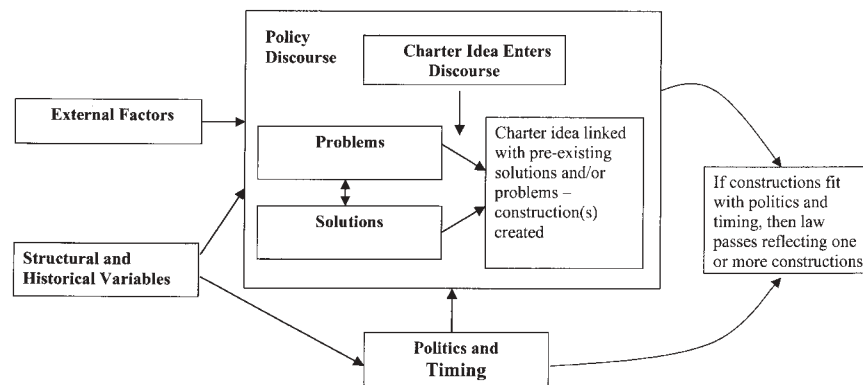 Policy
Discourse
Charter Idea Enters
Discourse
External Factors
Problems
Solutions
Charter idea linked
with pre-existing
solutions and/or
problems –
construction(s)
created
If constructions fit
with politics and
timing, then law
passes reflecting one
or more constructions
Structural and
Historical Variables
Politics and
Timing